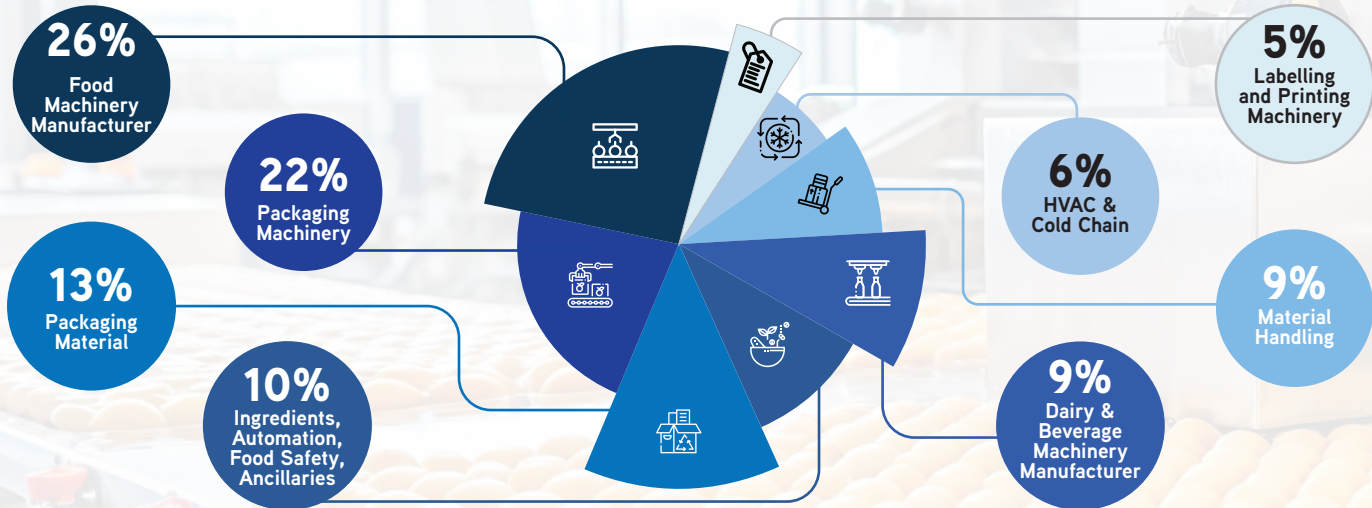 26%
Food
Machinery
Manufacturer
22%
Packaging
Machinery
13%
Packaging
Material
10%
Ingredients,
Automation,
Food Safety,
Ancillaries
5%
Labelling
and Printing
Machinery
6%
HVAC &
Cold Chain
9%
Material
Handling
9%
Dairy &
Beverage
Machinery
Manufacturer